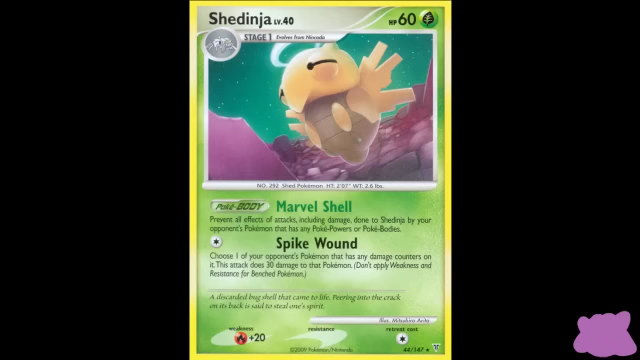 Shedinja LV.40
HP 60
STAGE 1 Evolves from Nincada
NO. 292 Shed Pokémon HT: 2'07" WT: 2.6 lbs.
Poké-BODY Marvel Shell
Prevent all effects of attacks, including damage, done to Shedinja by your
opponent's Pokémon that has any Poké-Powers or Poké-Bodies.
Spike Wound
Choose 1 of your opponent's Pokémon that has any damage counters on
it. This attack does 30 damage to that Pokémon. (Don't apply Weakness and
Resistance for Benched Pokémon.)
A discarded bug shell that came to life. Peering into the crack
on its back is said to steal one's spirit.
Illus. Mitsuhiro Arita
weakness resistance retreat cost
+20
©2009 Pokémon/Nintendo
44/147